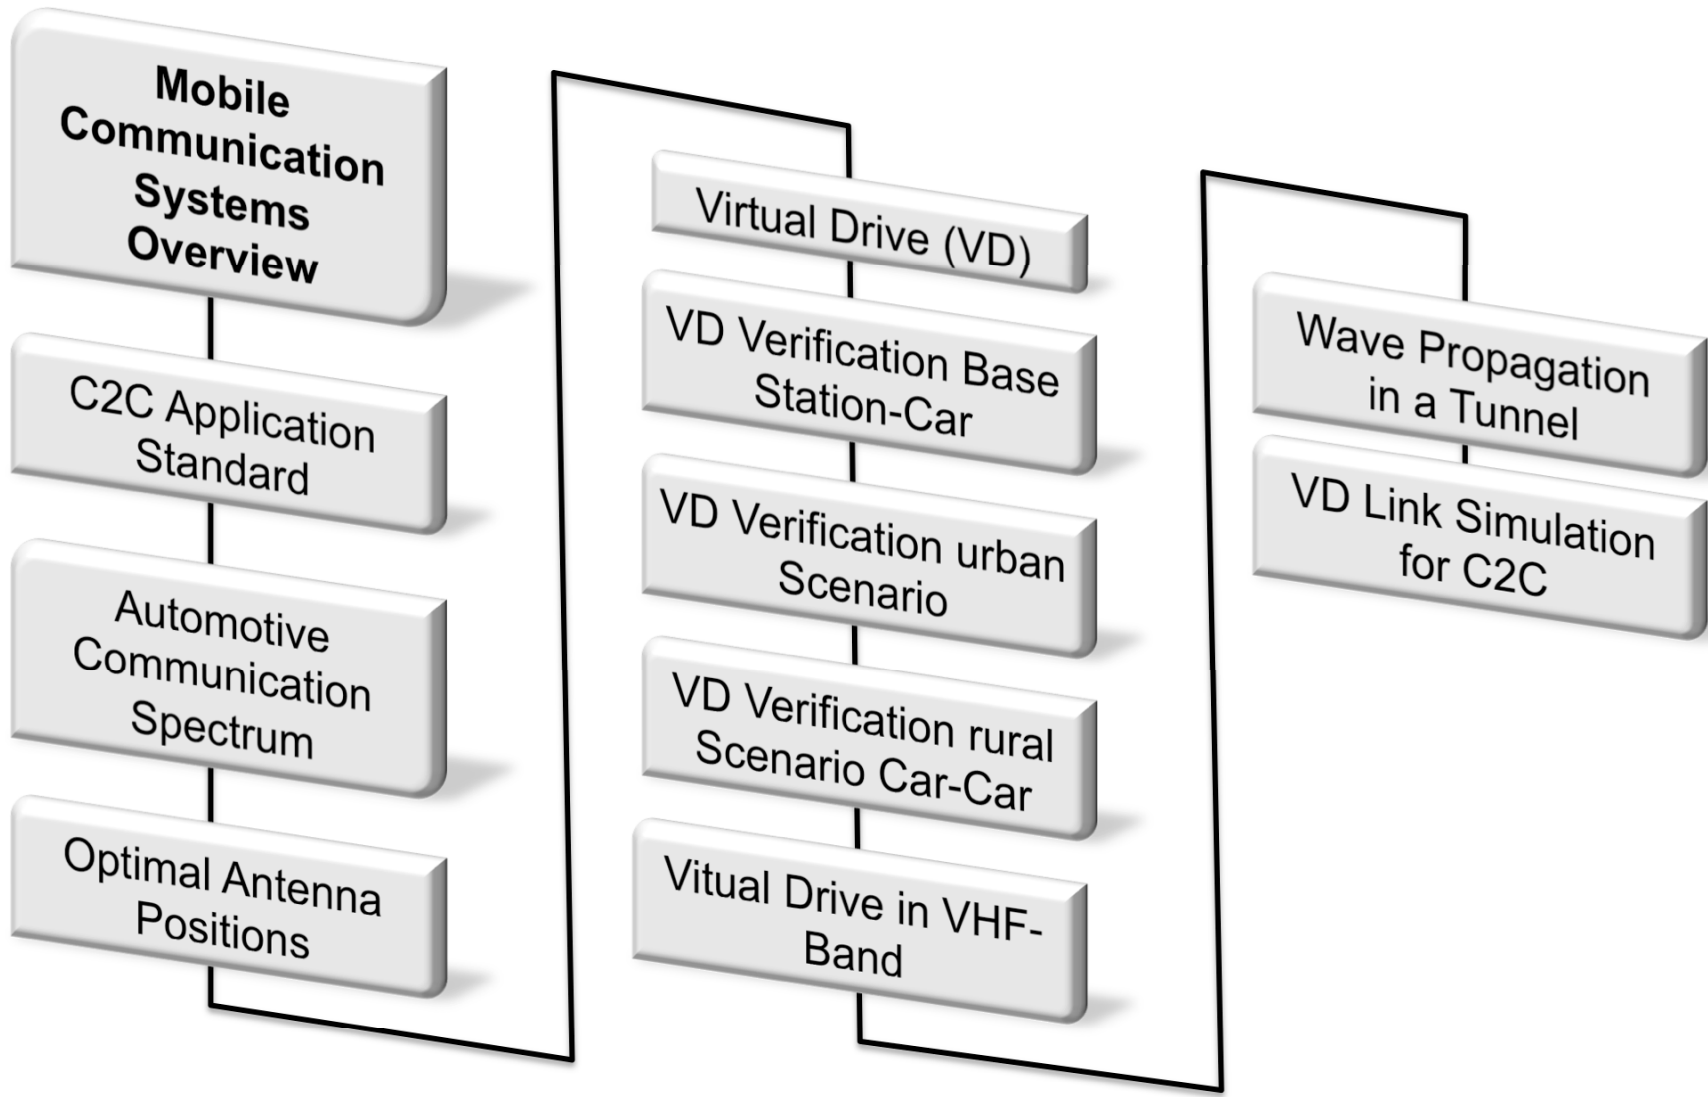 Mobile
Communication
Systems
Overview
C2C Application
Standard
Automotive
Communication
Spectrum
Optimal Antenna
Positions
Virtual Drive (VD)
VD Verification Base
Station-Car
VD Verification urban
Scenario
VD Verification rural
Scenario Car-Car
Vitual Drive in VHF-
Band
Wave Propagation
in a Tunnel
VD Link Simulation
for C2C